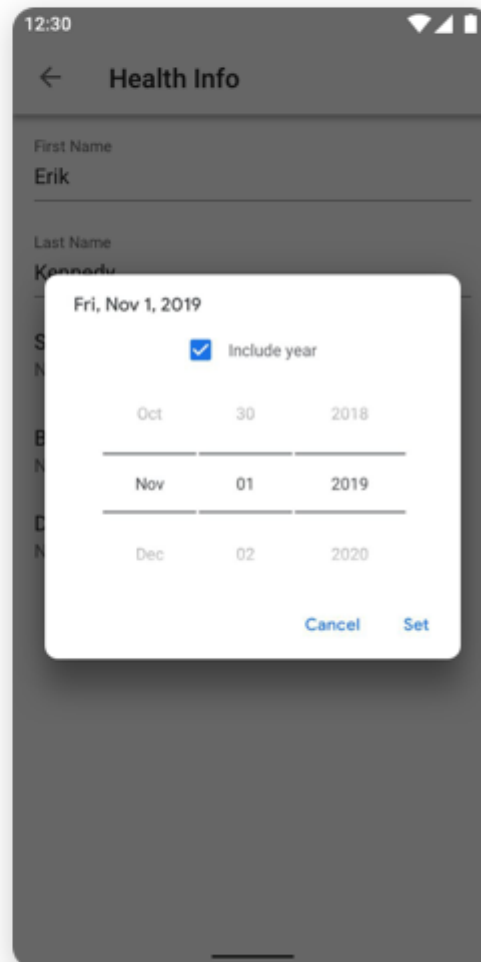 12:30
Health Info
First Name
Erik
Last Name
Kennedy
Fri, Nov 1, 2019
Include year
Oct 30 2018
Nov 01 2019
Dec 02 2020
Cancel Set
S
N
B
N
D
N